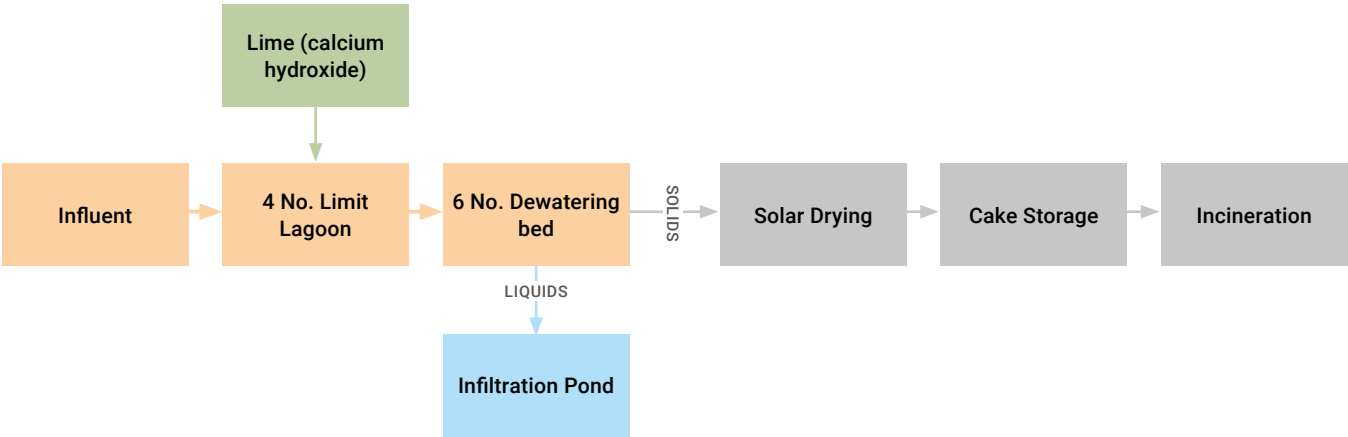 Lime (calcium
hydroxide)
Influent
4 No. Limit
Lagoon
6 No. Dewatering
bed
SOLIDS
Solar Drying
Cake Storage
Incineration
LIQUIDS
Infiltration Pond